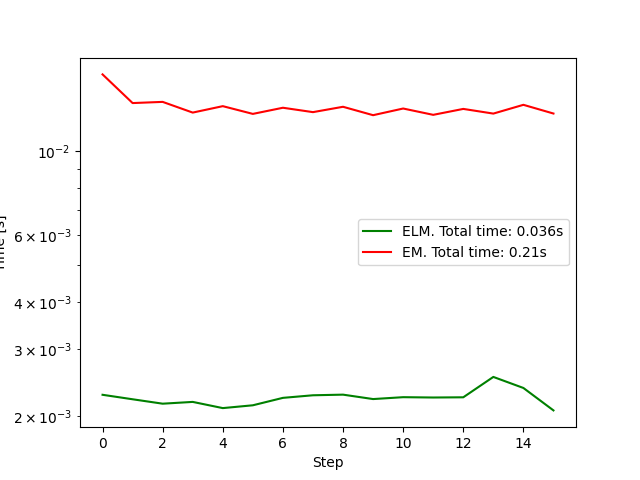 10⁻²
6 × 10⁻³
4 × 10⁻³
3 × 10⁻³
2 × 10⁻³
Time [s]
ELM. Total time: 0.036s
EM. Total time: 0.21s
0 2 4 6 8 10 12 14
Step